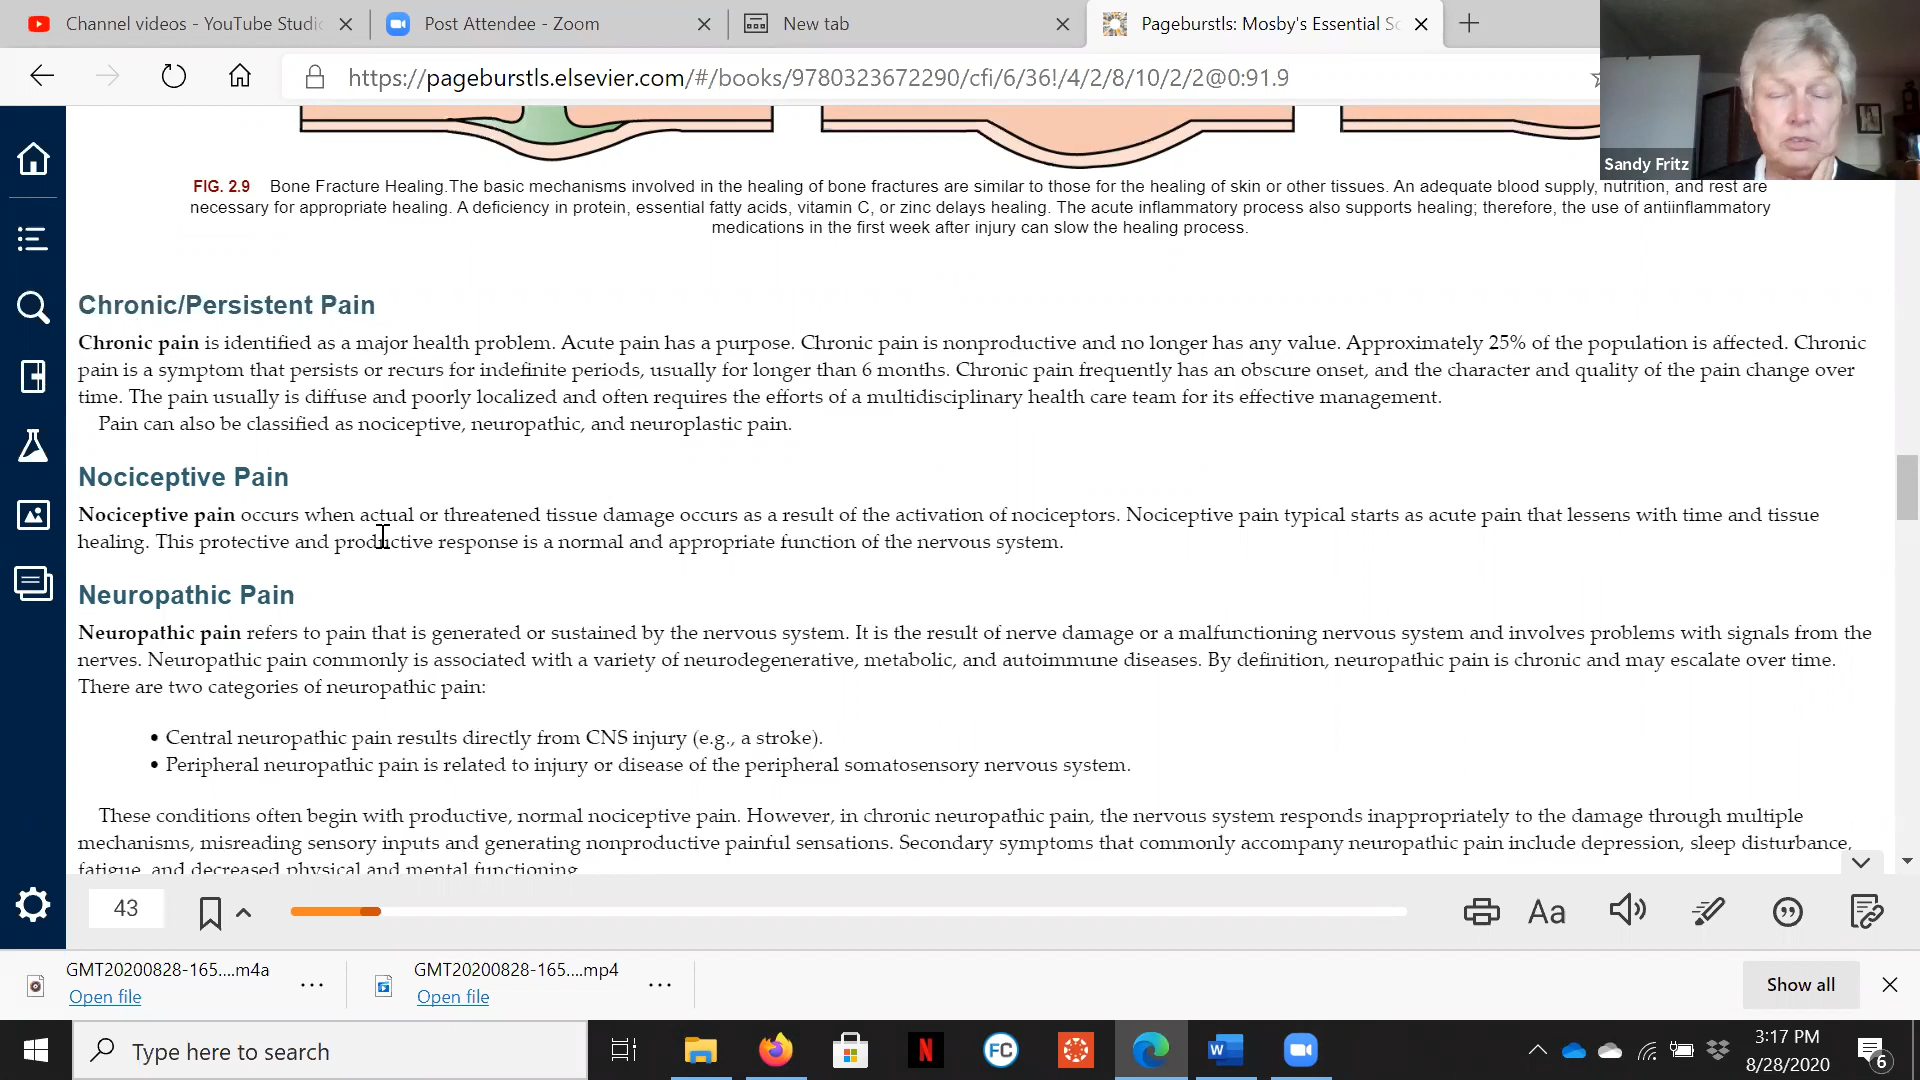 Channel videos - YouTube Studio
Post Attendee - Zoom
New tab
Pageburstls: Mosby's Essential Sc
https://pageburstls.elsevier.com/#/books/9780323672290/cfi/6/36!/4/2/8/10/2/2@0:91.9
Sandy Fritz
FIG. 2.9 Bone Fracture Healing.The basic mechanisms involved in the healing of bone fractures are similar to those for the healing of skin or other tissues. An adequate blood supply, nutrition, and rest are
necessary for appropriate healing. A deficiency in protein, essential fatty acids, vitamin C, or zinc delays healing. The acute inflammatory process also supports healing; therefore, the use of antiinflammatory
medications in the first week after injury can slow the healing process.
Chronic/Persistent Pain
Chronic pain is identified as a major health problem. Acute pain has a purpose. Chronic pain is nonproductive and no longer has any value. Approximately 25% of the population is affected. Chronic
pain is a symptom that persists or recurs for indefinite periods, usually for longer than 6 months. Chronic pain frequently has an obscure onset, and the character and quality of the pain change over
time. The pain usually is diffuse and poorly localized and often requires the efforts of a multidisciplinary health care team for its effective management.
Pain can also be classified as nociceptive, neuropathic, and neuroplastic pain.
Nociceptive Pain
Nociceptive pain occurs when actual or threatened tissue damage occurs as a result of the activation of nociceptors. Nociceptive pain typical starts as acute pain that lessens with time and tissue
healing. This protective and productive response is a normal and appropriate function of the nervous system.
Neuropathic Pain
Neuropathic pain refers to pain that is generated or sustained by the nervous system. It is the result of nerve damage or a malfunctioning nervous system and involves problems with signals from the
nerves. Neuropathic pain commonly is associated with a variety of neurodegenerative, metabolic, and autoimmune diseases. By definition, neuropathic pain is chronic and may escalate over time.
There are two categories of neuropathic pain:
• Central neuropathic pain results directly from CNS injury (e.g., a stroke).
• Peripheral neuropathic pain is related to injury or disease of the peripheral somatosensory nervous system.
These conditions often begin with productive, normal nociceptive pain. However, in chronic neuropathic pain, the nervous system responds inappropriately to the damage through multiple
mechanisms, misreading sensory inputs and generating nonproductive painful sensations. Secondary symptoms that commonly accompany neuropathic pain include depression, sleep disturbance,
fatigue, and decreased physical and mental functioning.
43
Aa
GMT20200828-165....m4a
Open file
GMT20200828-165....mp4
Open file
Show all
Type here to search
N
FC
W
3:17 PM
8/28/2020
6